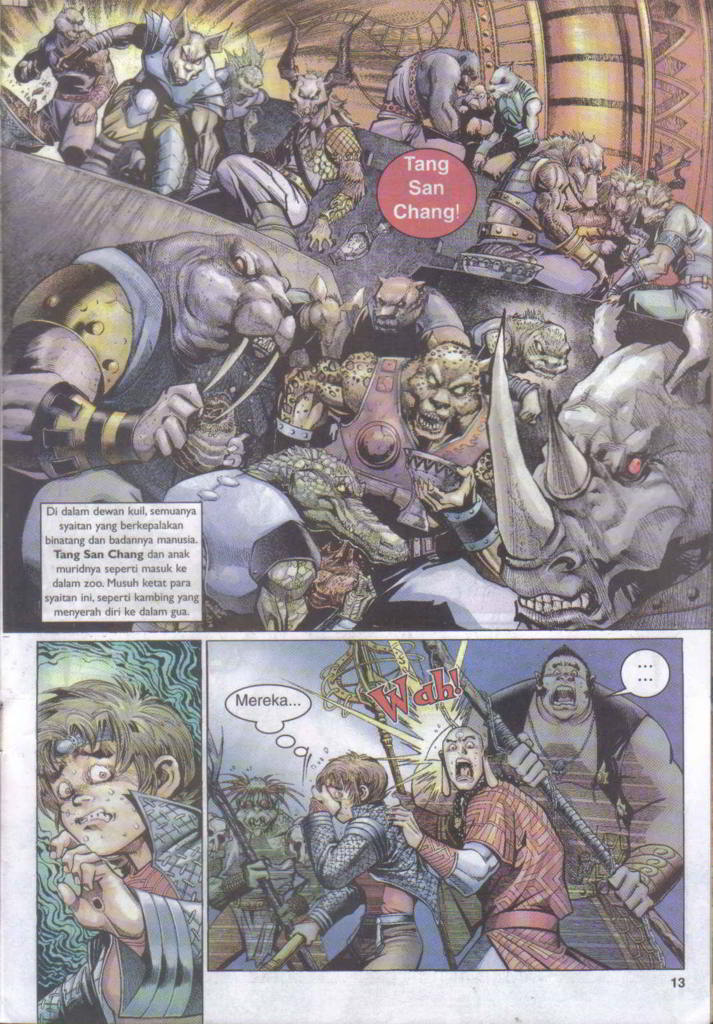 Tang
San
Chang!
Di dalam dewan kuil, semuanya
syaitan yang berkepalakan
binatang dan badannya manusia.
Tang San Chang dan anak
muridnya seperti masuk ke
dalam zoo. Musuh ketat para
syaitan ini, seperti kambing yang
menyerah diri ke dalam gua.
Mereka...
Wah!
...
...
13